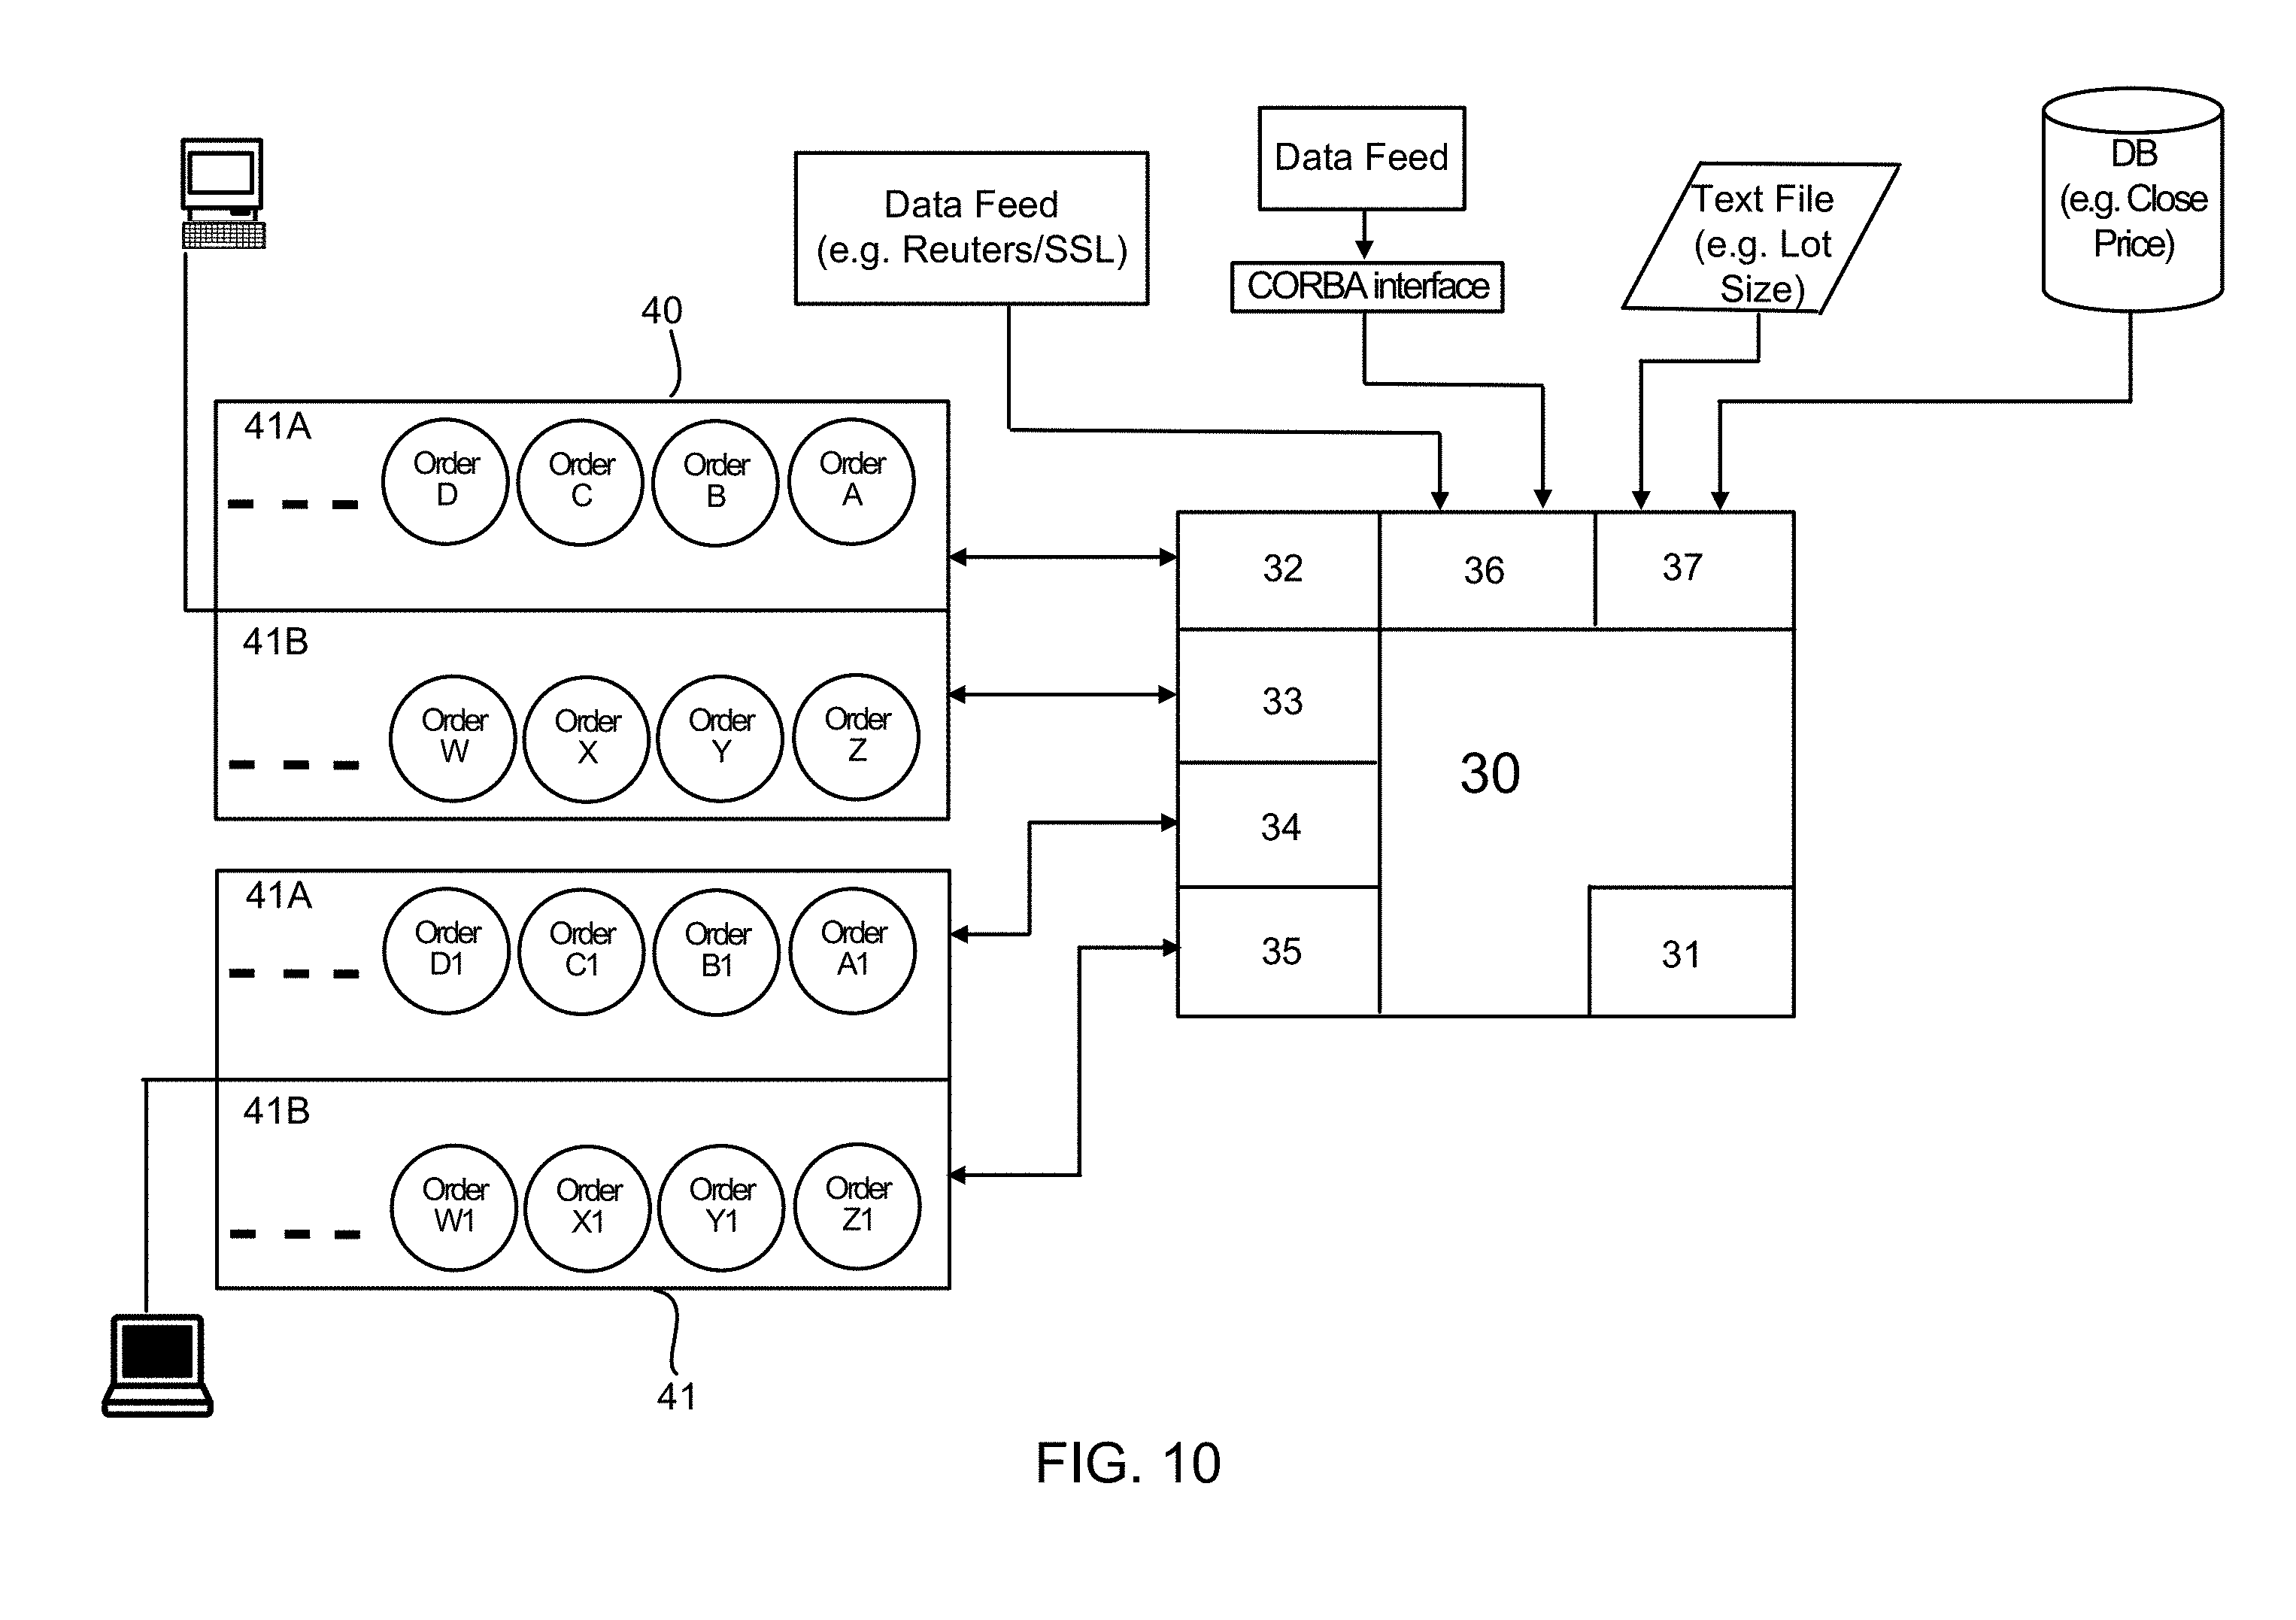 Data Feed
(e.g. Reuters/SSL)
Data Feed
CORBA interface
Text File
(e.g. Lot
Size)
DB
(e.g. Close
Price)
40
41A
Order
D
Order
C
Order
B
Order
A
41B
Order
W
Order
X
Order
Y
Order
Z
41A
Order
D1
Order
C1
Order
B1
Order
A1
41B
Order
W1
Order
X1
Order
Y1
Order
Z1
41
32
36
37
33
30
34
35
31
FIG. 10